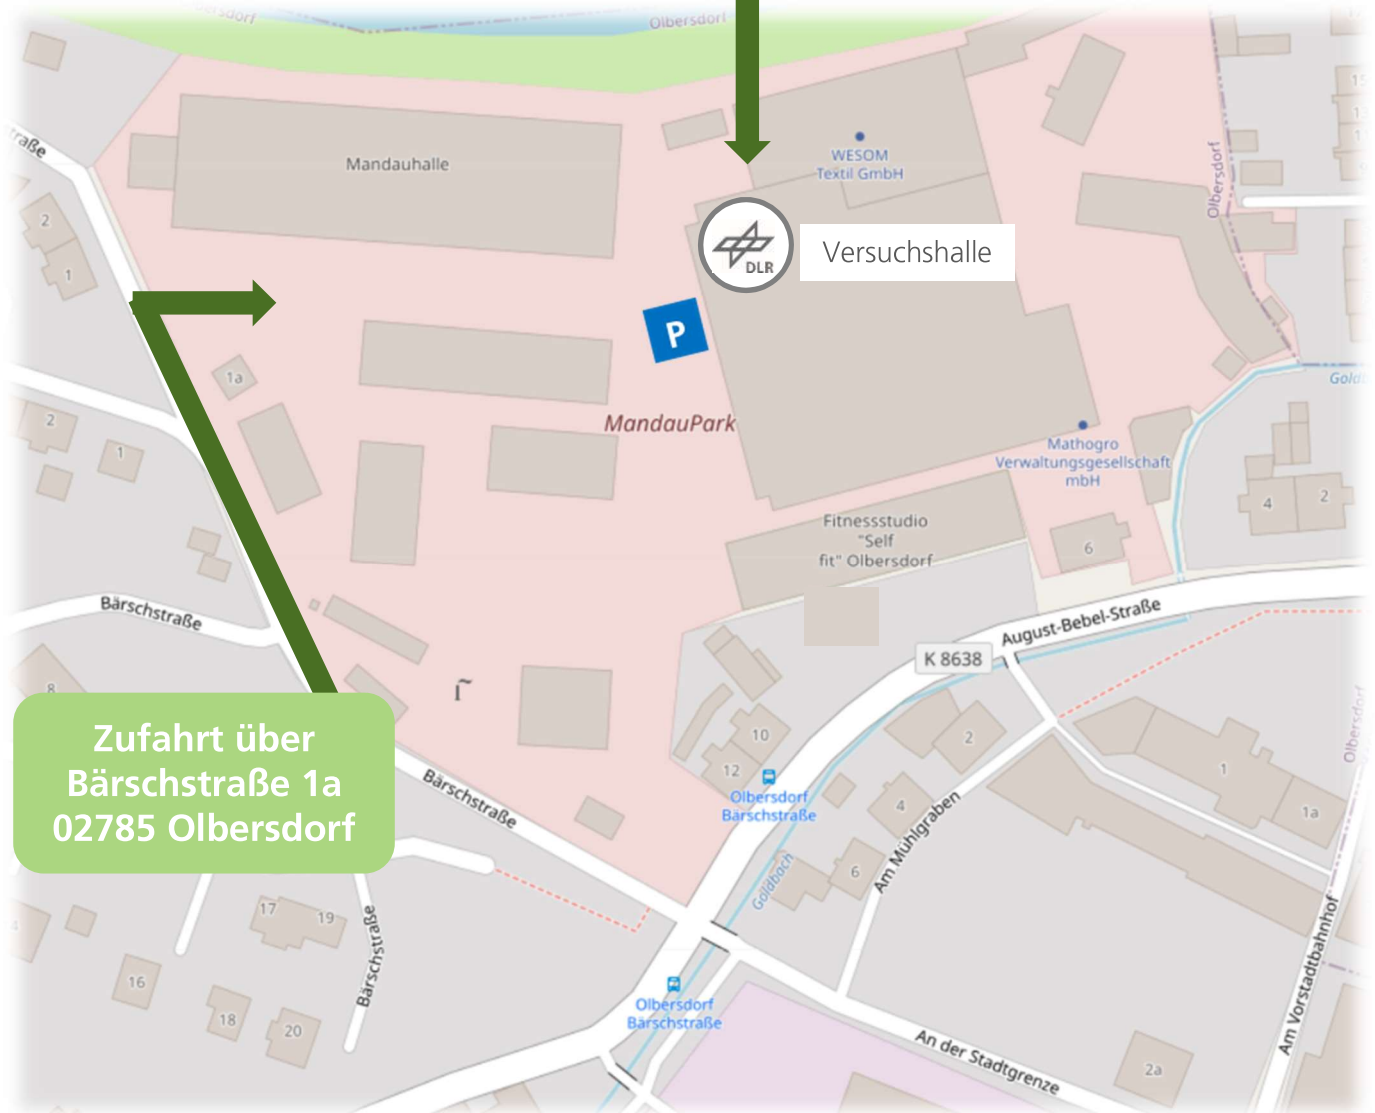 Olbersdorf
Mandauhalle
WESOM
Textil GmbH
Olbersdorf
DLR
Versuchshalle
2
1
P
1a
MandauPark
2
1
Mathogro
Verwaltungsgesellschaft
mbH
4
2
Fitnessstudio
"Self
fit" Olbersdorf
6
Bärschstraße
August-Bebel-Straße
K 8638
8
Zufahrt über
Bärschstraße 1a
02785 Olbersdorf
Bärschstraße
10
12
Olbersdorf
Bärschstraße
2
4
6
Am Mühlgraben
Goldbach
1
1a
Olbersdorf
17
19
Bärschstraße
16
18
20
Olbersdorf
Bärschstraße
An der Stadtgrenze
2a
Am Vorstadtbahnhof